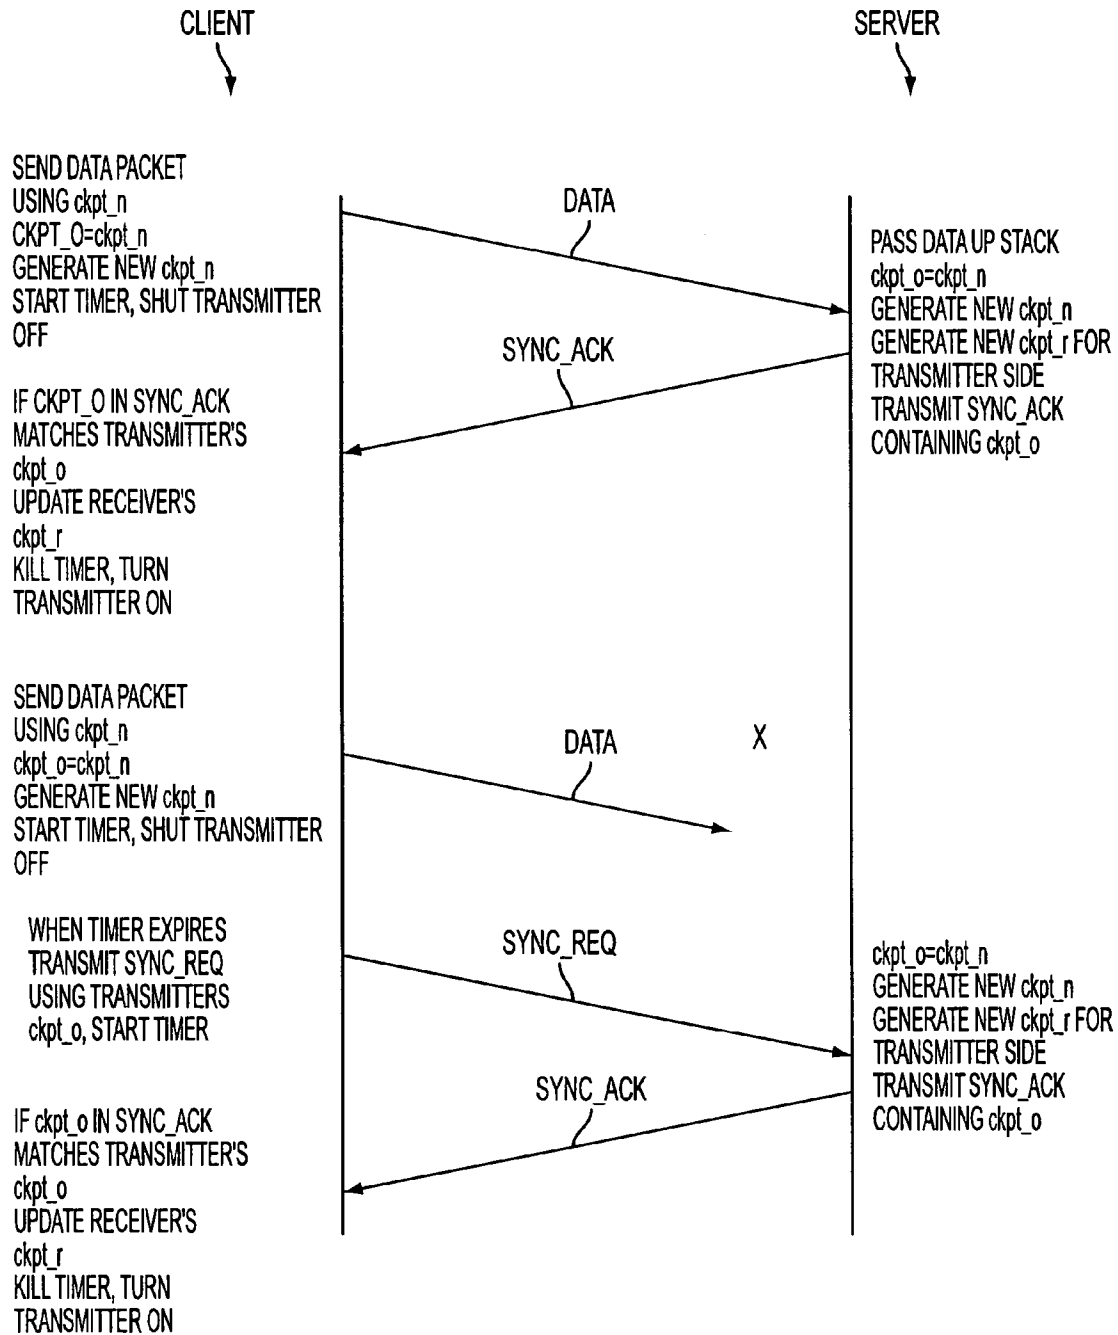 CLIENT
SERVER
SEND DATA PACKET
USING ckpt_n
CKPT_O=ckpt_n
GENERATE NEW ckpt_n
START TIMER, SHUT TRANSMITTER
OFF
DATA
PASS DATA UP STACK
ckpt_o=ckpt_n
GENERATE NEW ckpt_n
GENERATE NEW ckpt_r FOR
TRANSMITTER SIDE
TRANSMIT SYNC_ACK
CONTAINING ckpt_o
SYNC_ACK
IF CKPT_O IN SYNC_ACK
MATCHES TRANSMITTER'S
ckpt_o
UPDATE RECEIVER'S
ckpt_r
KILL TIMER, TURN
TRANSMITTER ON
SEND DATA PACKET
USING ckpt_n
ckpt_o=ckpt_n
GENERATE NEW ckpt_n
START TIMER, SHUT TRANSMITTER
OFF
DATA
X
WHEN TIMER EXPIRES
TRANSMIT SYNC_REQ
USING TRANSMITTERS
ckpt_o, START TIMER
SYNC_REQ
ckpt_o=ckpt_n
GENERATE NEW ckpt_n
GENERATE NEW ckpt_r FOR
TRANSMITTER SIDE
TRANSMIT SYNC_ACK
CONTAINING ckpt_o
SYNC_ACK
IF ckpt_o IN SYNC_ACK
MATCHES TRANSMITTER'S
ckpt_o
UPDATE RECEIVER'S
ckpt_r
KILL TIMER, TURN
TRANSMITTER ON